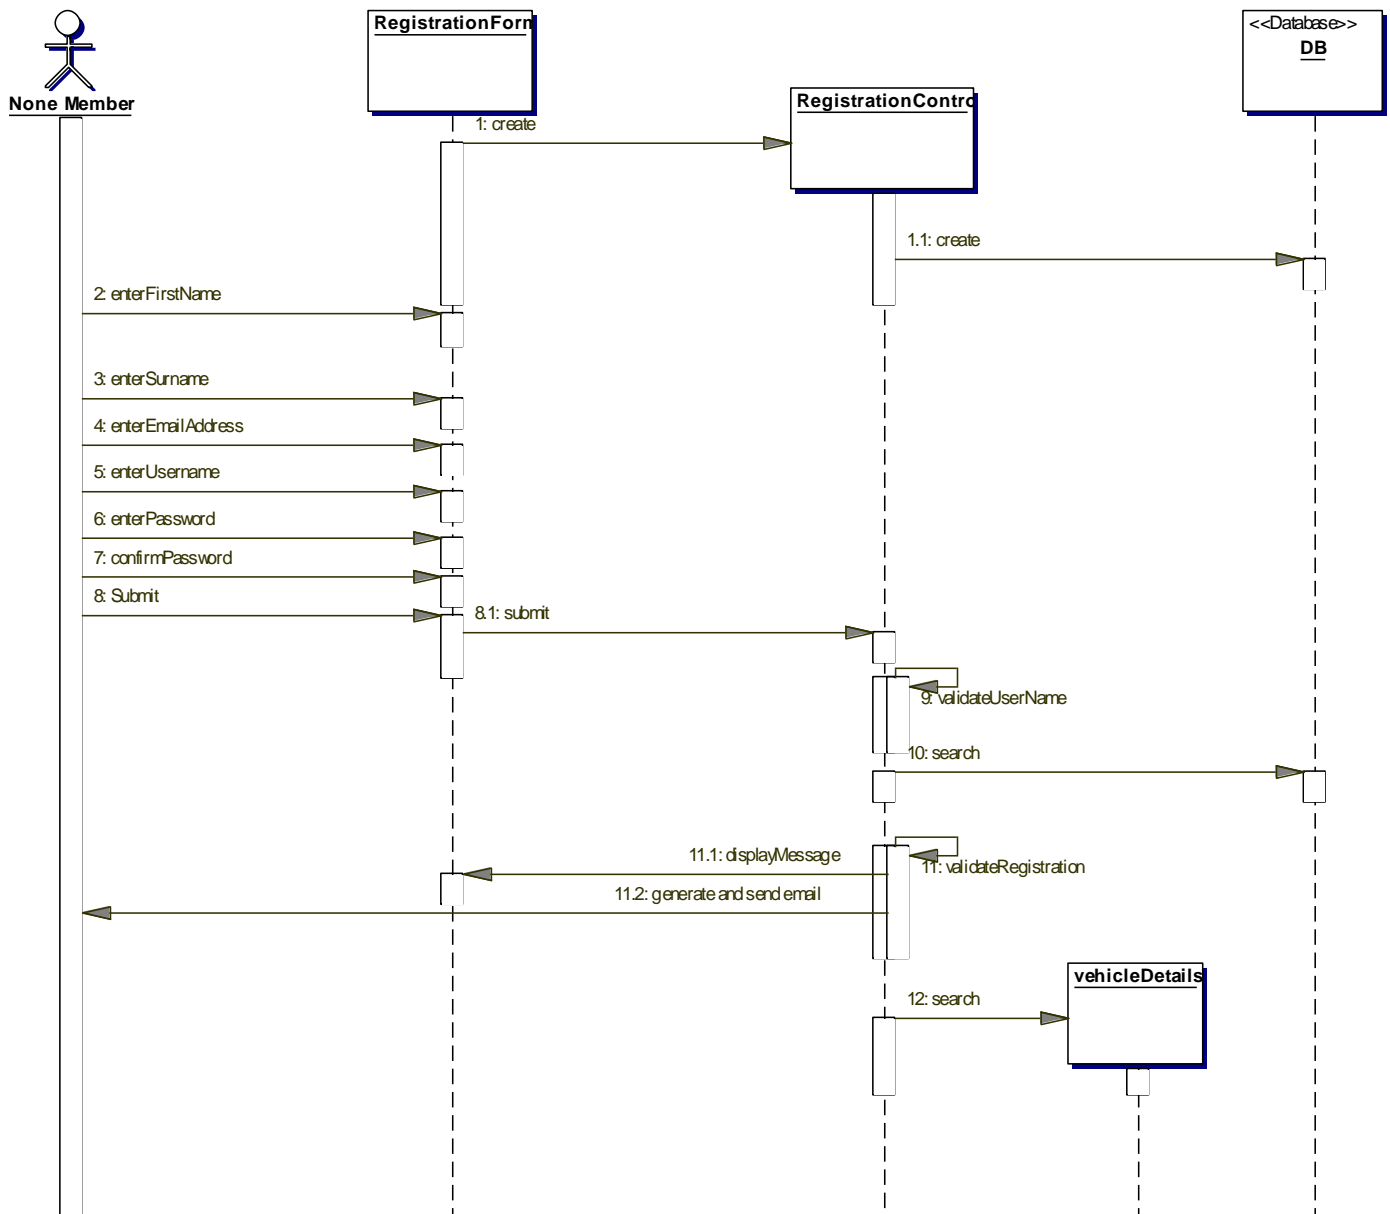 RegistrationForm
<<Database>>
DB
None Member
RegistrationContro
1: create
1.1: create
2: enterFirstName
3: enterSurname
4: enterEmailAddress
5: enterUsername
6: enterPassword
7: confirmPassword
8: Submit
8.1: submit
9: validateUserName
10: search
11.1: displayMessage
11: validateRegistration
11.2: generate and send email
vehicleDetails
12: search